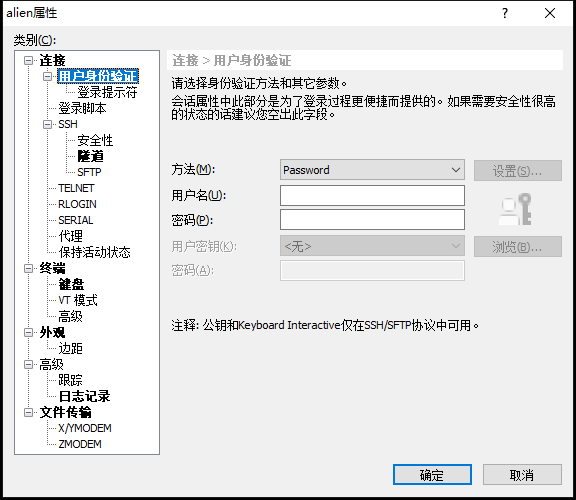 alien属性
类别(C):
连接
用户身份验证
登录提示符
登录脚本
SSH
安全性
隧道
SFTP
TELNET
RLOGIN
SERIAL
代理
保持活动状态
终端
键盘
VT 模式
高级
外观
边距
高级
跟踪
日志记录
文件传输
X/YMODEM
ZMODEM
连接 > 用户身份验证
请选择身份验证方法和其它参数。
会话属性中此部分是为了登录过程更便捷而提供的。如果需要安全性很高
的状态的话建议您空出此字段。
方法(M): Password 设置(S)...
用户名(U):
密码(P):
用户密钥(K): <无> 浏览(B)...
密码(A):
注释: 公钥和Keyboard Interactive仅在SSH/SFTP协议中可用。
确定 取消